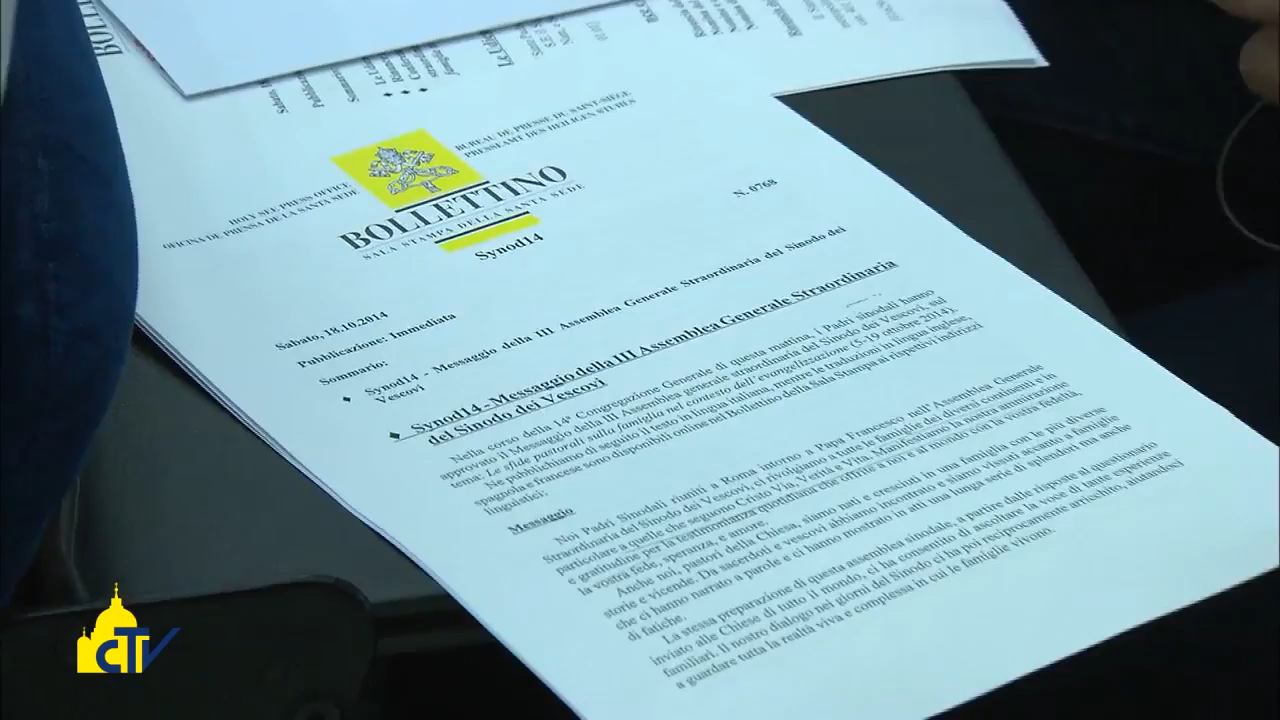 HOLY SEE PRESS OFFICE
OFICINA DE PRENSA DE LA SANTA SEDE
BUREAU DE PRESSE DU SAINT-SIÈGE
PRESSEAMT DES HEILIGEN STUHLS
BOLLETTINO
SALA STAMPA DELLA SANTA SEDE
Synod14
N. 0768
Sabato, 18.10.2014
Pubblicazione: Immediata
Sommario:
Synod14 - Messaggio della III Assemblea Generale Straordinaria del Sinodo dei
Vescovi
Synod14 - Messaggio della III Assemblea Generale Straordinaria
del Sinodo dei Vescovi
Nella corso della 14ª Congregazione Generale di questa mattina, i Padri sinodali hanno
approvato il Messaggio della III Assemblea generale straordinaria del Sinodo dei Vescovi, sul
tema: Le sfide pastorali sulla famiglia nel contesto dell'evangelizzazione (5-19 ottobre 2014).
Ne pubblichiamo di seguito il testo in lingua italiana, mentre le traduzioni in lingua inglese,
spagnola e francese sono disponibili online nel Bollettino della Sala Stampa ai rispettivi indirizzi
linguistici:
Messaggio
Noi Padri Sinodali riuniti a Roma intorno a Papa Francesco nell'Assemblea Generale
Straordinaria del Sinodo dei Vescovi, ci rivolgiamo a tutte le famiglie dei diversi continenti e in
particolare a quelle che seguono Cristo Via, Verità e Vita. Manifestiamo la nostra ammirazione
e gratitudine per la testimonianza quotidiana che offrite a noi e al mondo con la vostra fedeltà,
la vostra fede, speranza, e amore.
Anche noi, pastori della Chiesa, siamo nati e cresciuti in una famiglia con le più diverse
storie e vicende. Da sacerdoti e vescovi abbiamo incontrato e siamo vissuti accanto a famiglie
che ci hanno narrato a parole e ci hanno mostrato in atti una lunga serie di splendori ma anche
di fatiche.
La stessa preparazione di questa assemblea sinodale, a partire dalle risposte al questionario
inviato alle Chiese di tutto il mondo, ci ha consentito di ascoltare la voce di tante esperienze
familiari. Il nostro dialogo nei giorni del Sinodo ci ha poi reciprocamente arricchito, aiutandoci
a guardare tutta la realtà viva e complessa in cui le famiglie vivono.
CTV